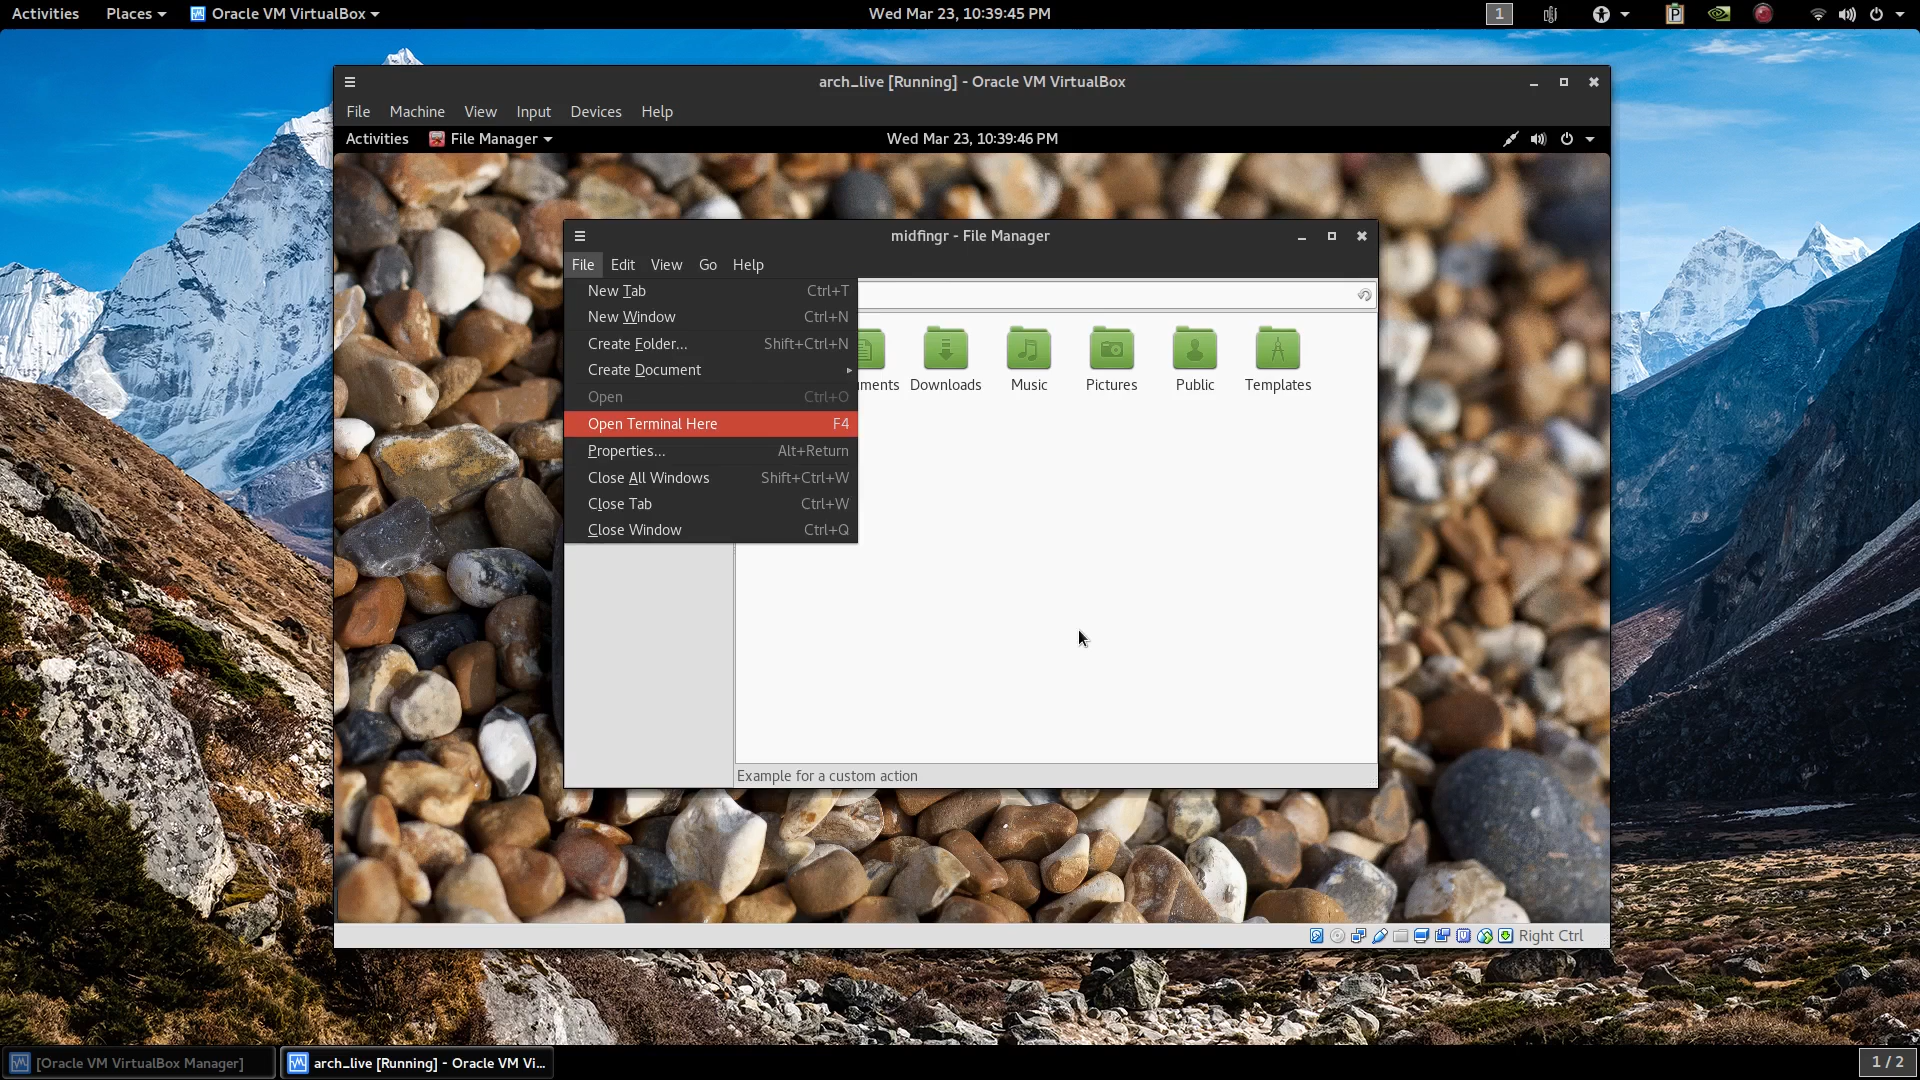 Activities Places Oracle VM VirtualBox Wed Mar 23, 10:39:45 PM 1
arch_live [Running] - Oracle VM VirtualBox
File Machine View Input Devices Help
Activities File Manager Wed Mar 23, 10:39:46 PM
midfingr - File Manager
File Edit View Go Help
New Tab Ctrl+T
New Window Ctrl+N
Create Folder... Shift+Ctrl+N
Create Document
Open Ctrl+O
Open Terminal Here F4
Properties... Alt+Return
Close All Windows Shift+Ctrl+W
Close Tab Ctrl+W
Close Window Ctrl+Q
ments Downloads Music Pictures Public Templates
Example for a custom action
Right Ctrl
[Oracle VM VirtualBox Manager] arch_live [Running] - Oracle VM Vi... 1 / 2